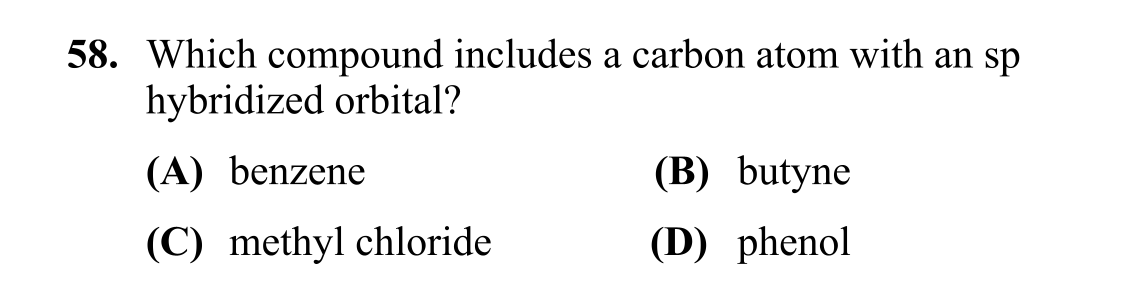 58. Which compound includes a carbon atom with an sp
hybridized orbital?
(A) benzene (B) butyne
(C) methyl chloride (D) phenol